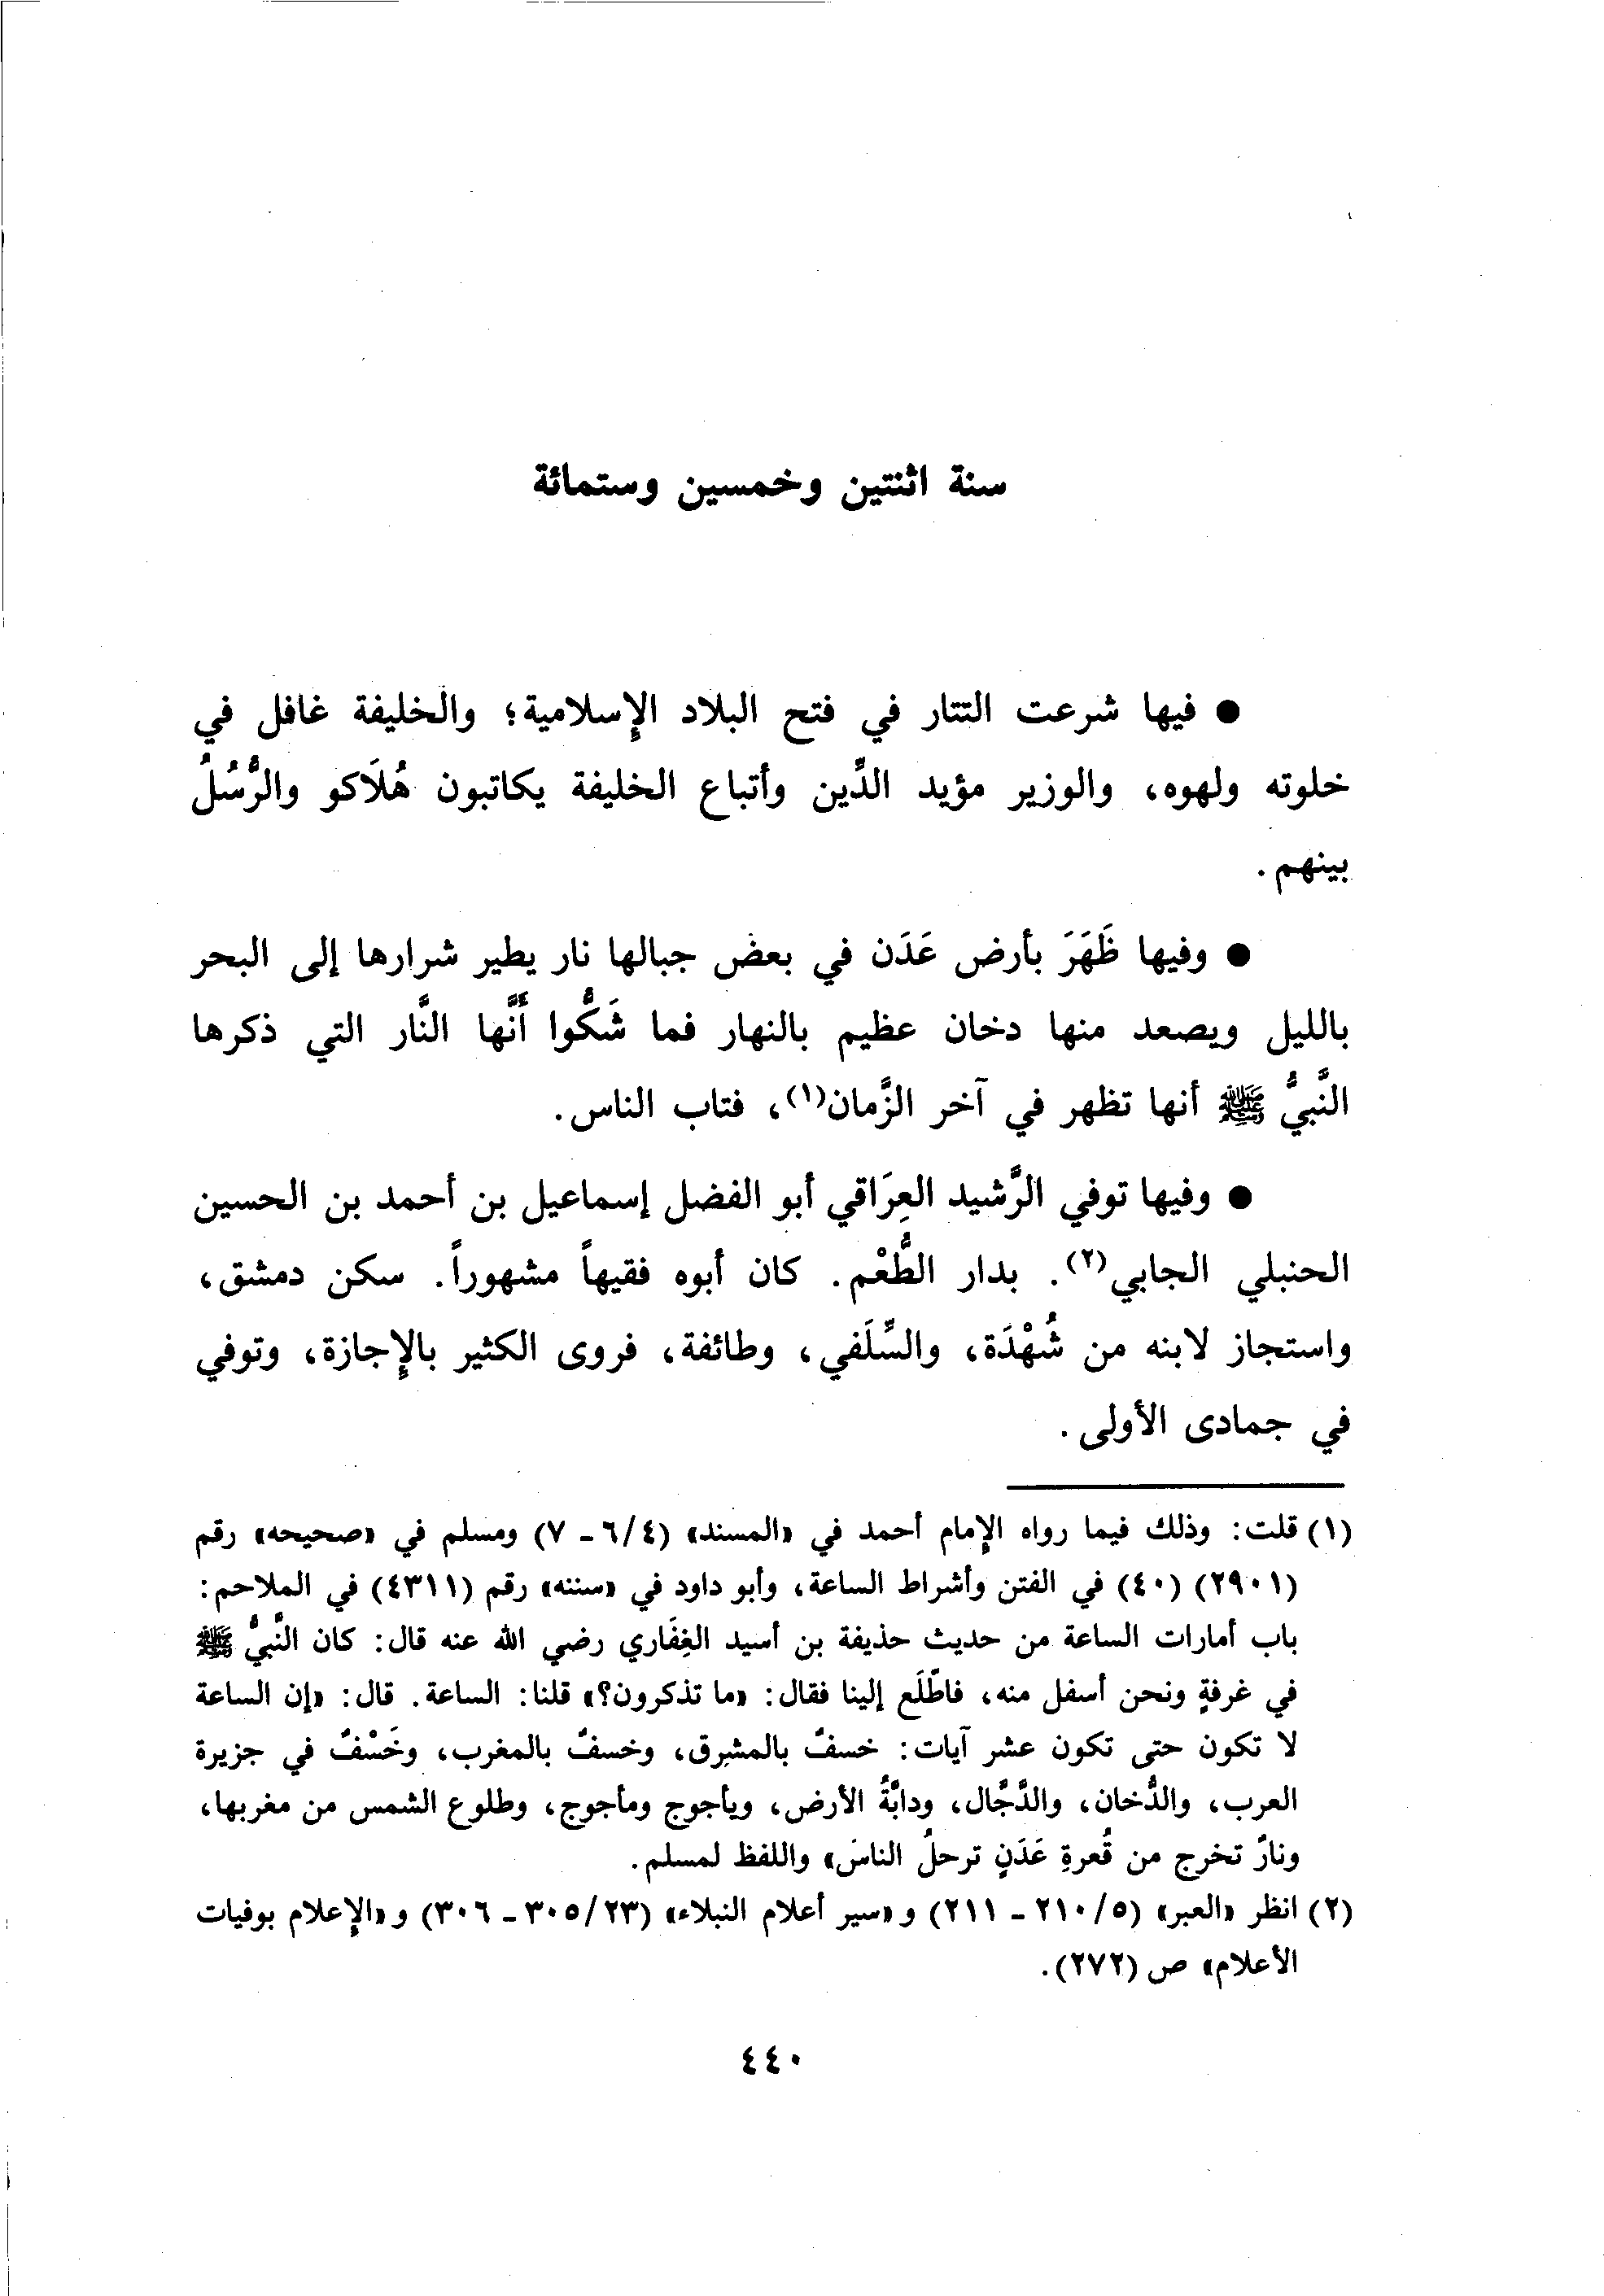 سنة اثنتين وخمسين وستمائة
● فيها شرعت التتار في فتح البلاد الإِسلامية؛ والخليفة غافل في
خلوته ولهوه، والوزير مؤيد الدِّين وأتباع الخليفة يكاتبون هُلَاكو والرُّسُلُ
بينهم.
● وفيها ظَهَرَ بأرض عَدَن في بعض جبالها نار يطير شرارها إلى البحر
بالليل ويصعد منها دخان عظيم بالنهار فما شَكُّوا أَنَّها النَّار التي ذكرها
النَّبيُّ ﷺ أنها تظهر في آخر الزَّمان(١)، فتاب الناس.
● وفيها توفي الرَّشيد العِرَاقي أبو الفضل إسماعيل بن أحمد بن الحسين
الحنبلي الجابي(٢). بدار الطُّعْم. كان أبوه فقيهاً مشهوراً. سكن دمشق،
واستجاز لابنه من شُهْدَة، والسِّلَفي، وطائفة، فروى الكثير بالإِجازة، وتوفي
في جمادى الأولى.
(١) قلت: وذلك فيما رواه الإِمام أحمد في «المسند» (٤/ ٦ - ٧) ومسلم في «صحيحه» رقم
(٢٩٠١) (٤٠) في الفتن وأشراط الساعة، وأبو داود في «سننه» رقم (٤٣١١) في الملاحم:
باب أمارات الساعة من حديث حذيفة بن أسيد الغِفَاري رضي الله عنه قال: كان النَّبيُّ ﷺ
في غرفةٍ ونحن أسفل منه، فاطَّلَع إلينا فقال: «ما تذكرون؟» قلنا: الساعة. قال: «إن الساعة
لا تكون حتى تكون عشر آيات: خسفٌ بالمشرِق، وخسفٌ بالمغرب، وخَسْفٌ في جزيرة
العرب، والدُّخان، والدَّجَّال، ودابَّةُ الأرض، ويأجوج ومأجوج، وطلوع الشمس من مغربها،
ونارٌ تخرج من قُعرةِ عَدَنٍ ترحلُ الناسَ» واللفظ لمسلم.
(٢) انظر «العبر» (٥/ ٢١٠ - ٢١١) و «سير أعلام النبلاء» (٢٣/ ٣٠٥ - ٣٠٦) و «الإِعلام بوفيات
الأعلام» ص (٢٧٢).
٤٤٠